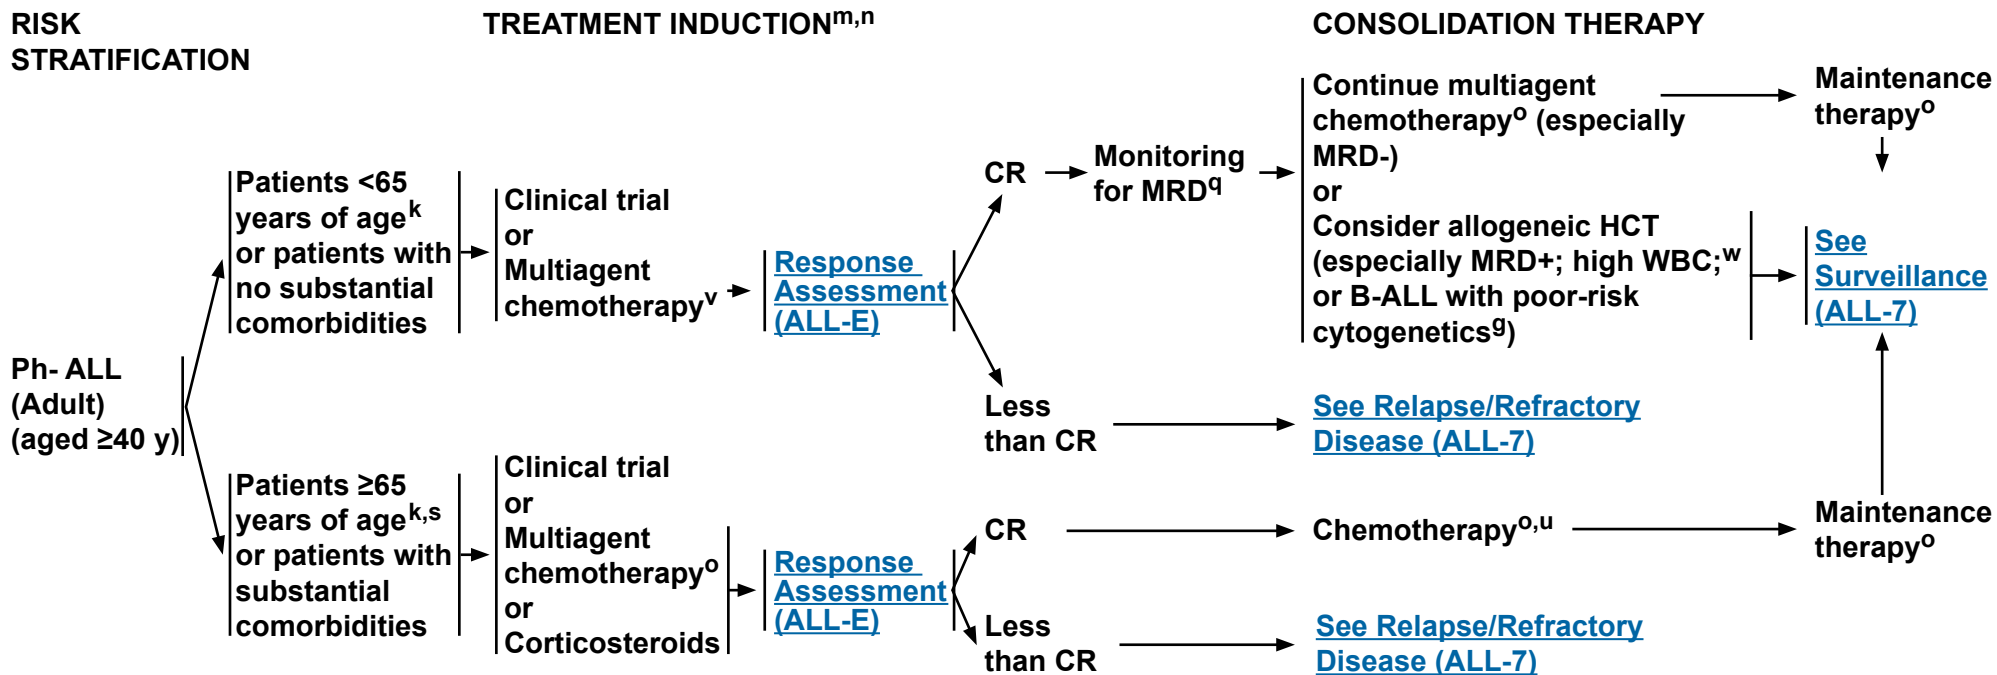 RISK
STRATIFICATION
TREATMENT INDUCTIONm,n
CONSOLIDATION THERAPY
Ph- ALL
(Adult)
(aged ≥40 y)
Patients <65
years of agek
or patients with
no substantial
comorbidities
Clinical trial
or
Multiagent
chemotherapyv
Response
Assessment
(ALL-E)
CR
Monitoring
for MRDq
Continue multiagent
chemotherapyo (especially
MRD-)
or
Consider allogeneic HCT
(especially MRD+; high WBC;w
or B-ALL with poor-risk
cytogeneticsg)
Maintenance
therapyo
See
Surveillance
(ALL-7)
Less
than CR
See Relapse/Refractory
Disease (ALL-7)
Patients ≥65
years of agek,s
or patients with
substantial
comorbidities
Clinical trial
or
Multiagent
chemotherapyo
or
Corticosteroids
Response
Assessment
(ALL-E)
CR
Chemotherapyo,u
Maintenance
therapyo
Less
than CR
See Relapse/Refractory
Disease (ALL-7)